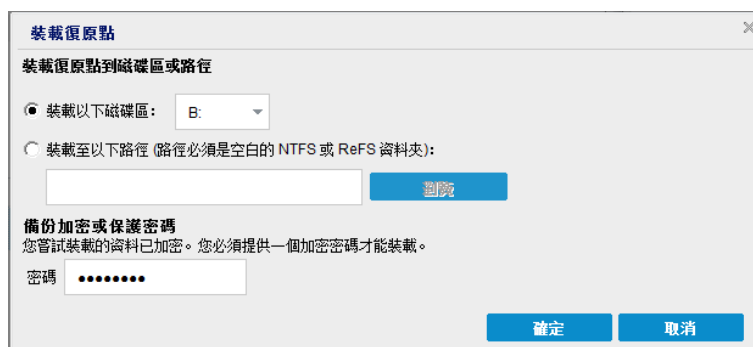 裝載復原點
裝載復原點到磁碟區或路徑
裝載以下磁碟區： B:
裝載至以下路徑 (路徑必須是空白的 NTFS 或 ReFS 資料夾)：
瀏覽
備份加密或保護密碼
您嘗試裝載的資料已加密。您必須提供一個加密密碼才能裝載。
密碼 ••••••••
確定 取消